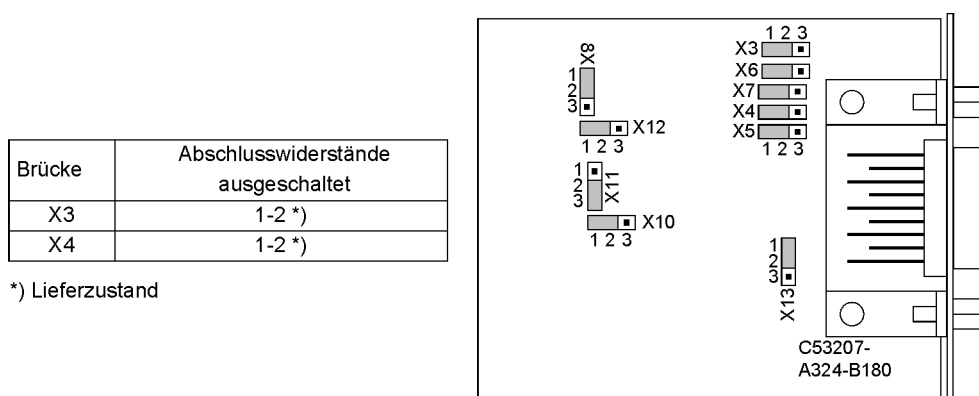 Brücke
Abschlusswiderstände
ausgeschaltet
X3
1-2 *)
X4
1-2 *)
*) Lieferzustand
1 2 3
X3
X6
X7
X4
X5
1 2 3
X8
1
2
3
X12
1 2 3
1
2
3
X11
X10
1 2 3
1
2
3
X13
C53207-
A324-B180